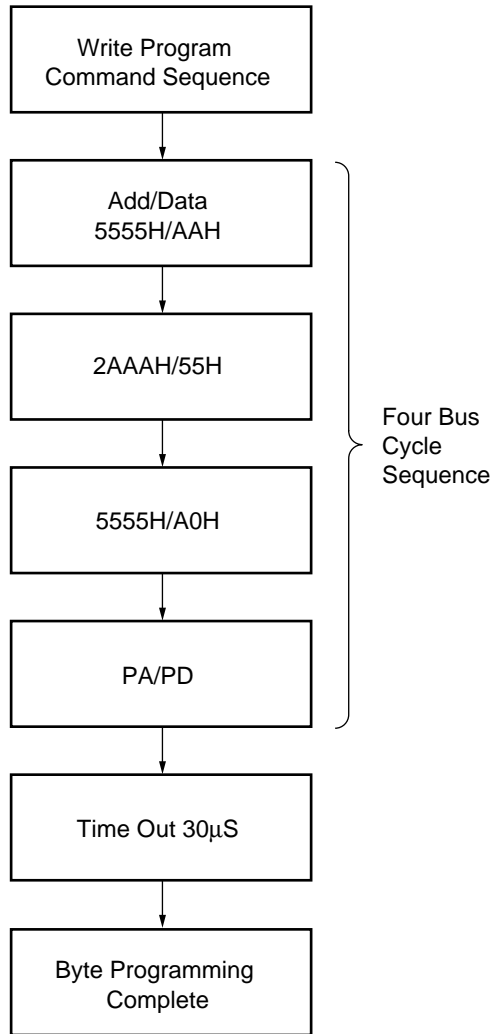 Write Program
Command Sequence
Add/Data
5555H/AAH
2AAAH/55H
5555H/A0H
PA/PD
Four Bus
Cycle
Sequence
Time Out 30µS
Byte Programming
Complete